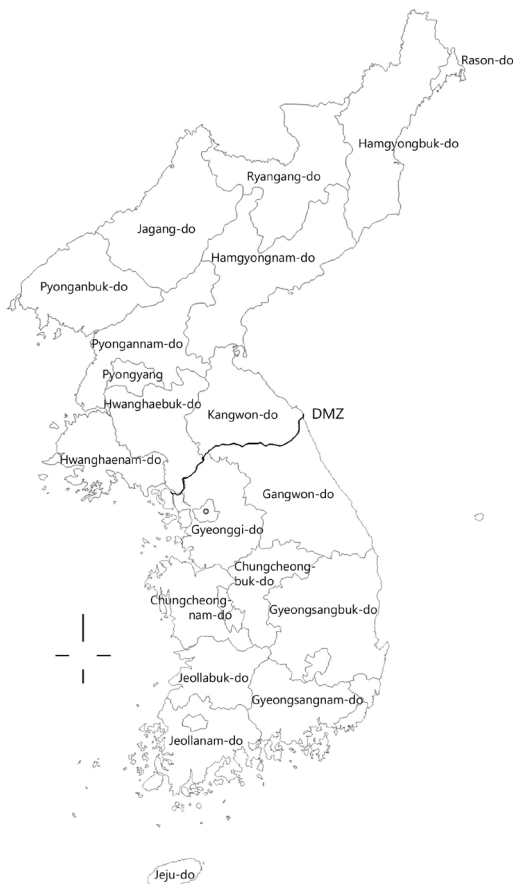 Rason-do
Hamgyongbuk-do
Ryangang-do
Jagang-do
Hamgyongnam-do
Pyonganbuk-do
Pyongannam-do
Pyongyang
Hwanghaebuk-do
Kangwon-do
DMZ
Hwanghaenam-do
Gangwon-do
Gyeonggi-do
Chungcheong-
buk-do
Chungcheong-
nam-do
Gyeongsangbuk-do
Jeollabuk-do
Gyeongsangnam-do
Jeollanam-do
Jeju-do